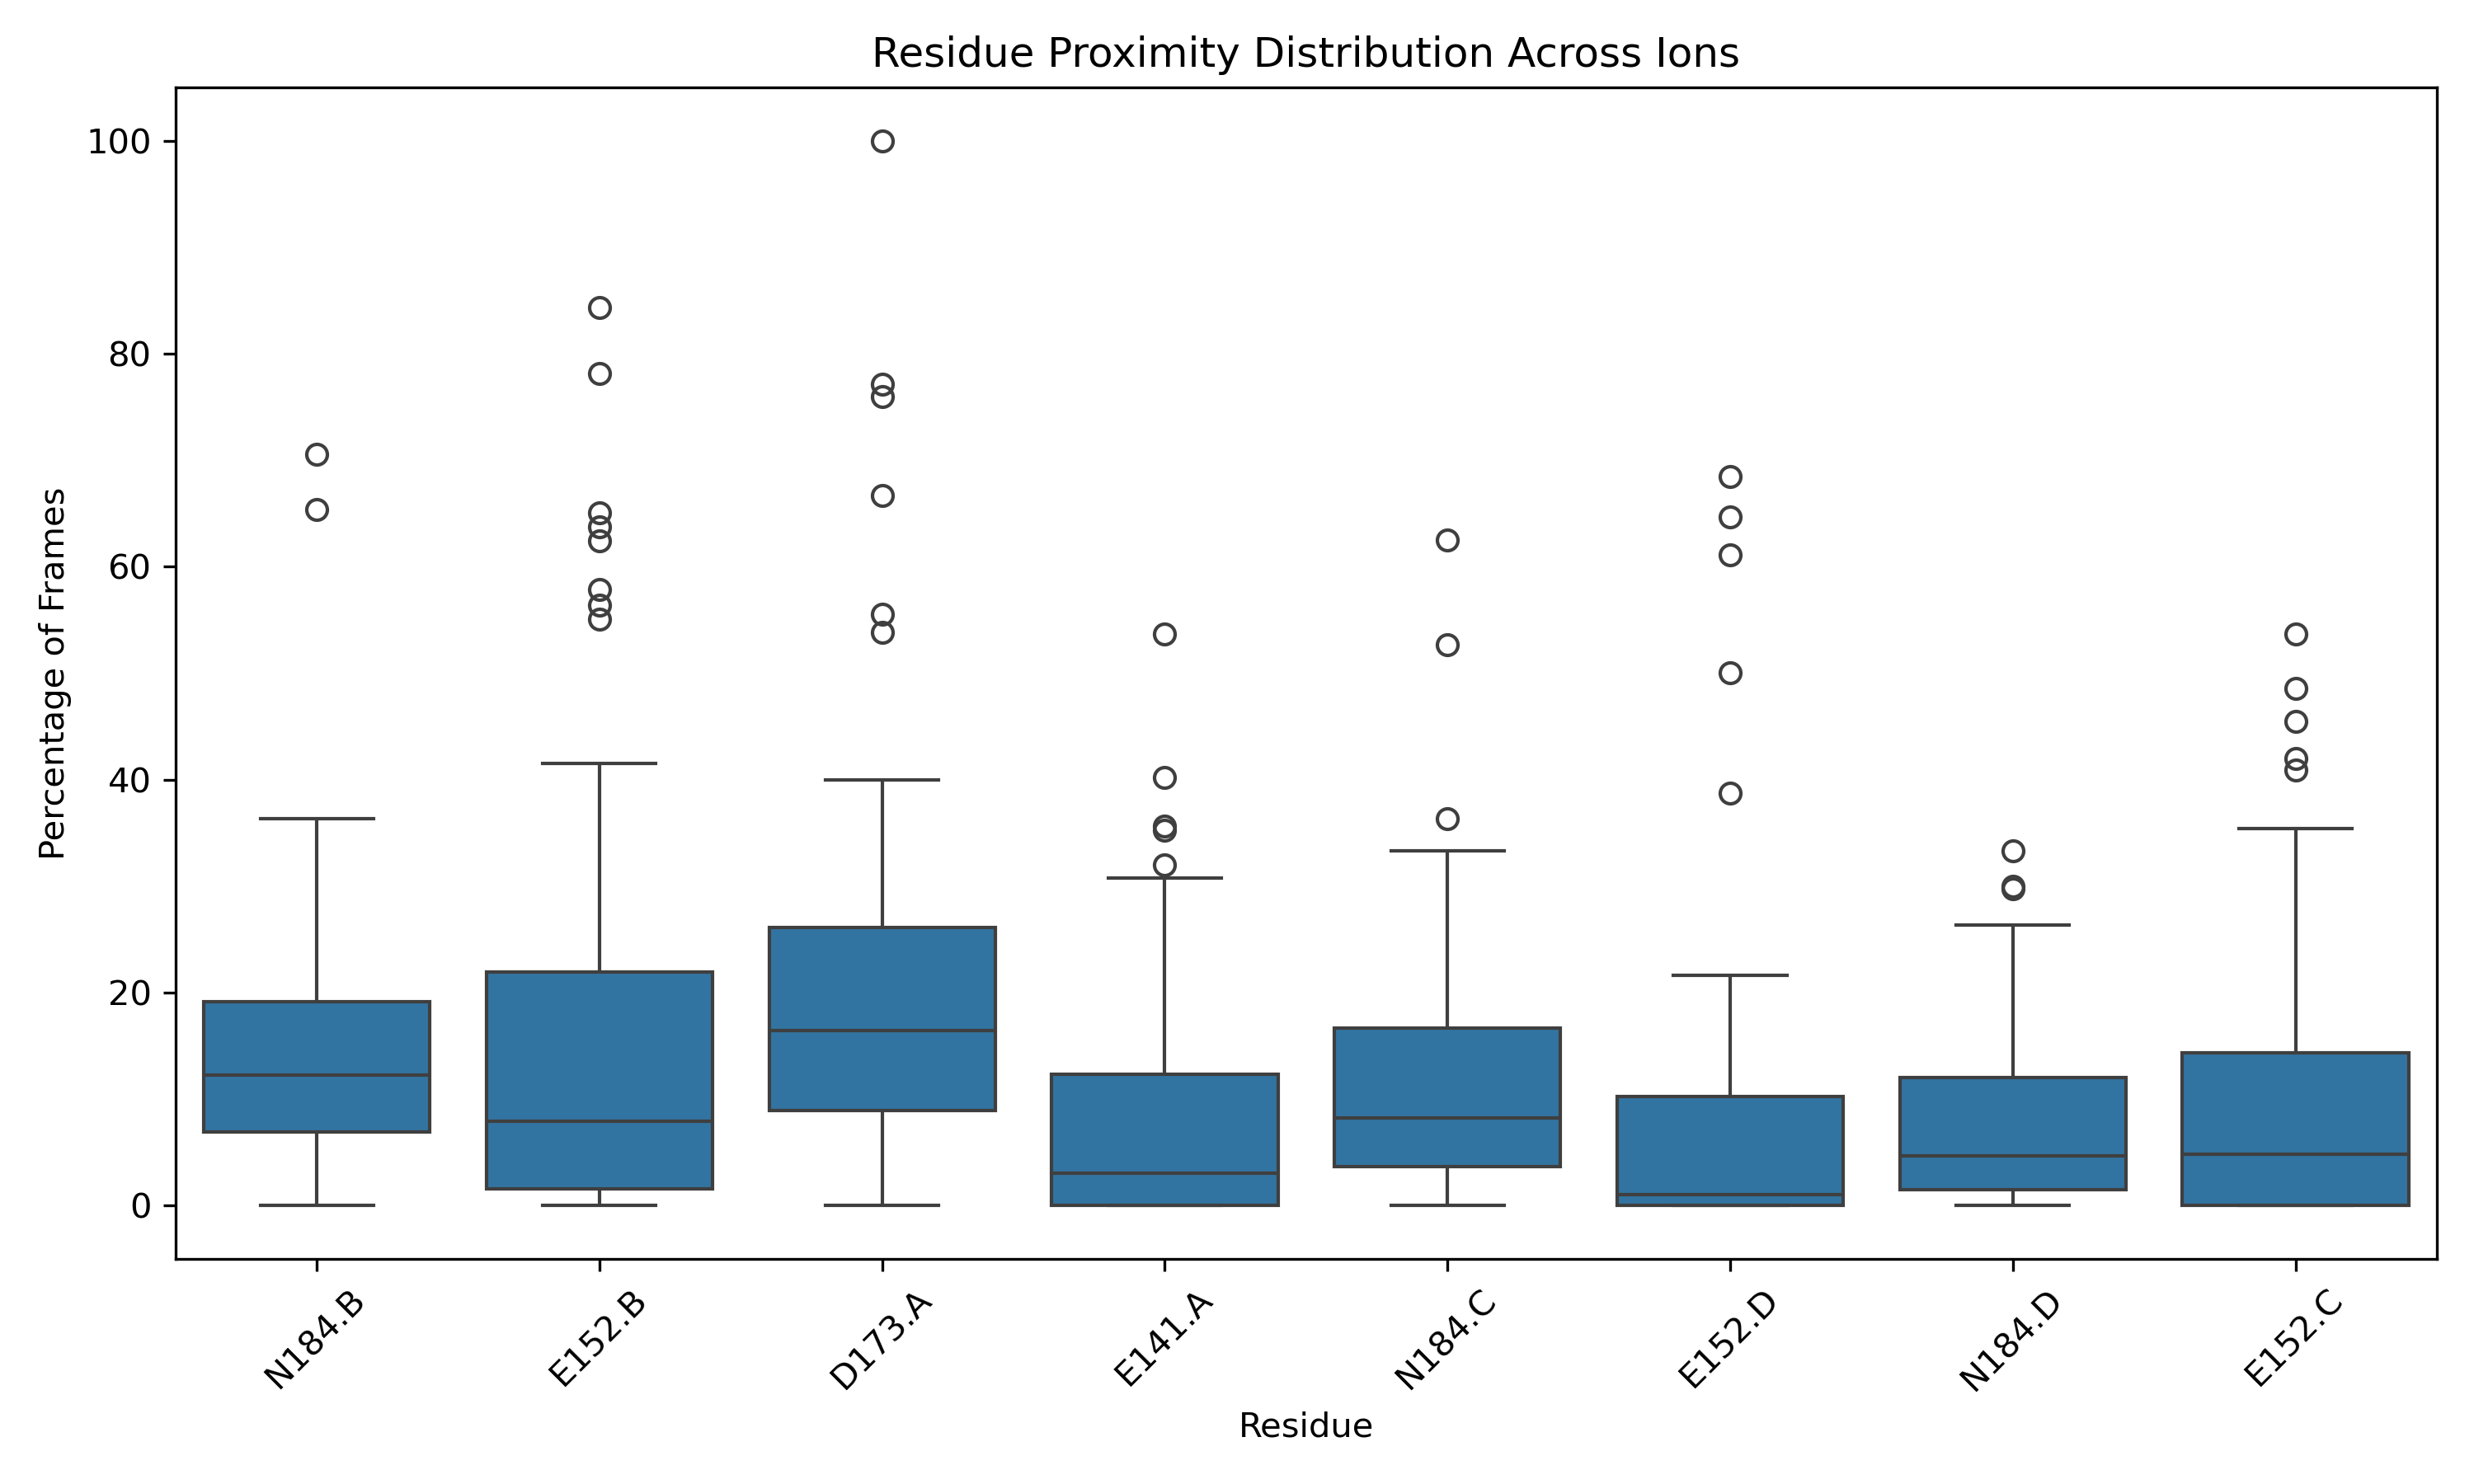 Residue Proximity Distribution Across Ions
Percentage of Frames
100
80
60
40
20
0
N184.B
E152.B
D173.A
E141.A
N184.C
E152.D
N184.D
E152.C
Residue